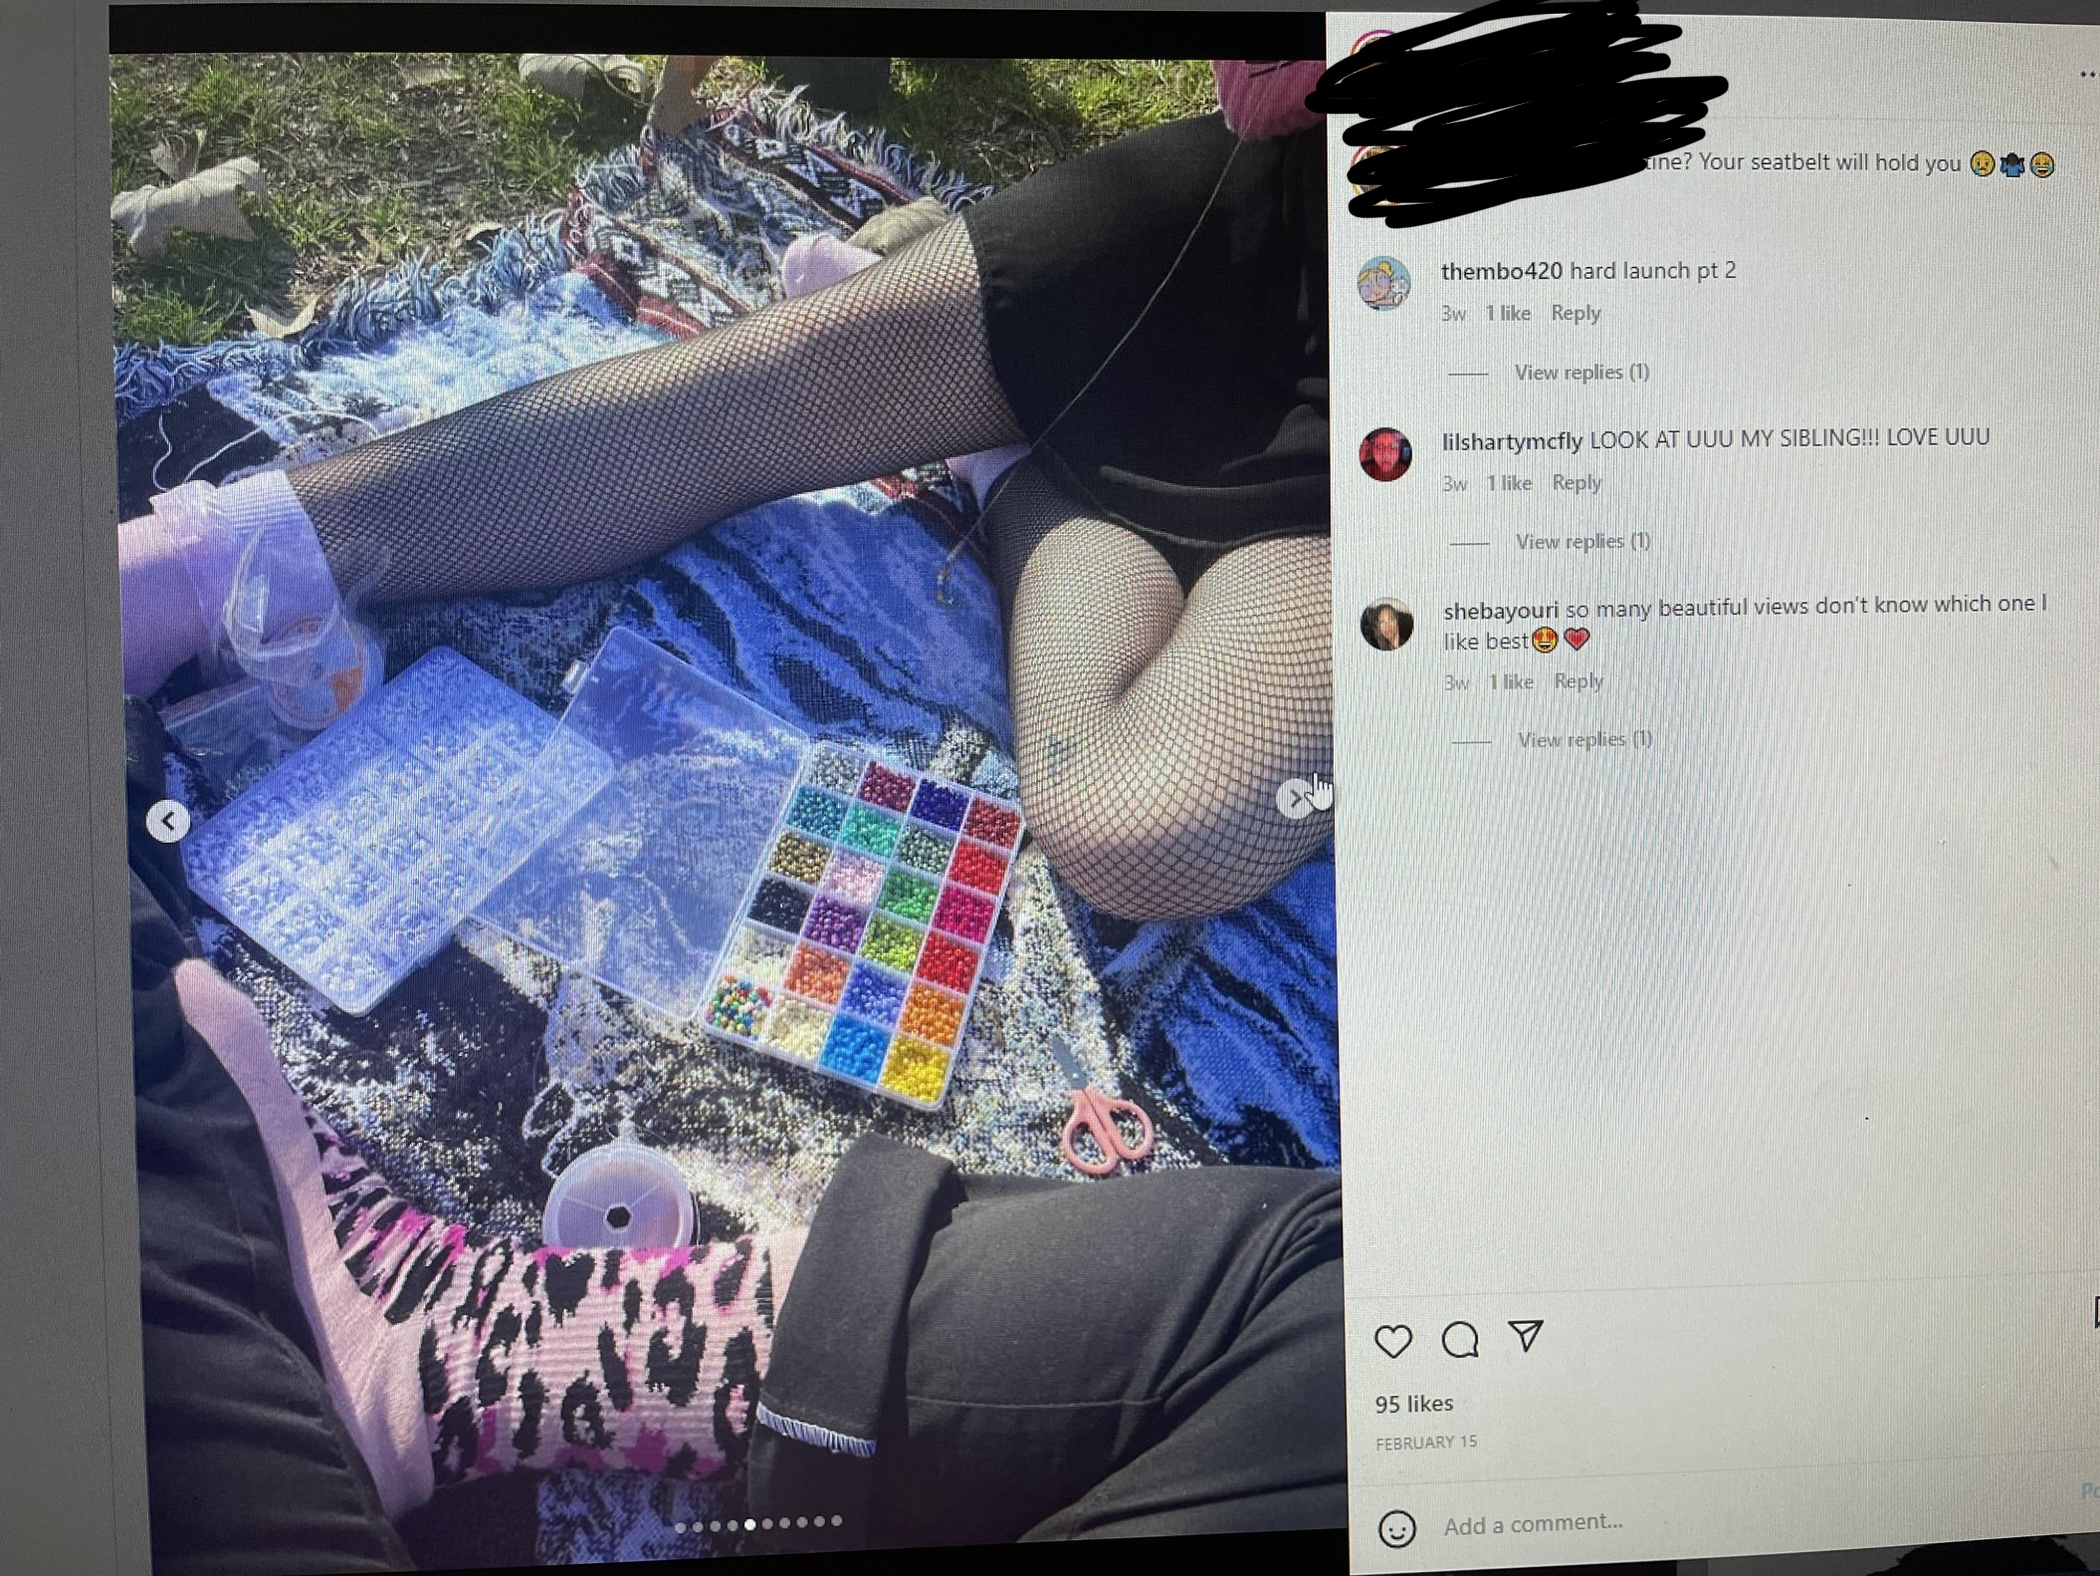 ine? Your seatbelt will hold you 😢🤷🏿😂
thembo420 hard launch pt 2
3w 1 like Reply
View replies (1)
lilshartymcfly LOOK AT UUU MY SIBLING!!! LOVE UUU
3w 1 like Reply
View replies (1)
shebayouri so many beautiful views don't know which one I
like best😍❤️
3w 1 like Reply
View replies (1)
95 likes
FEBRUARY 15
Add a comment...